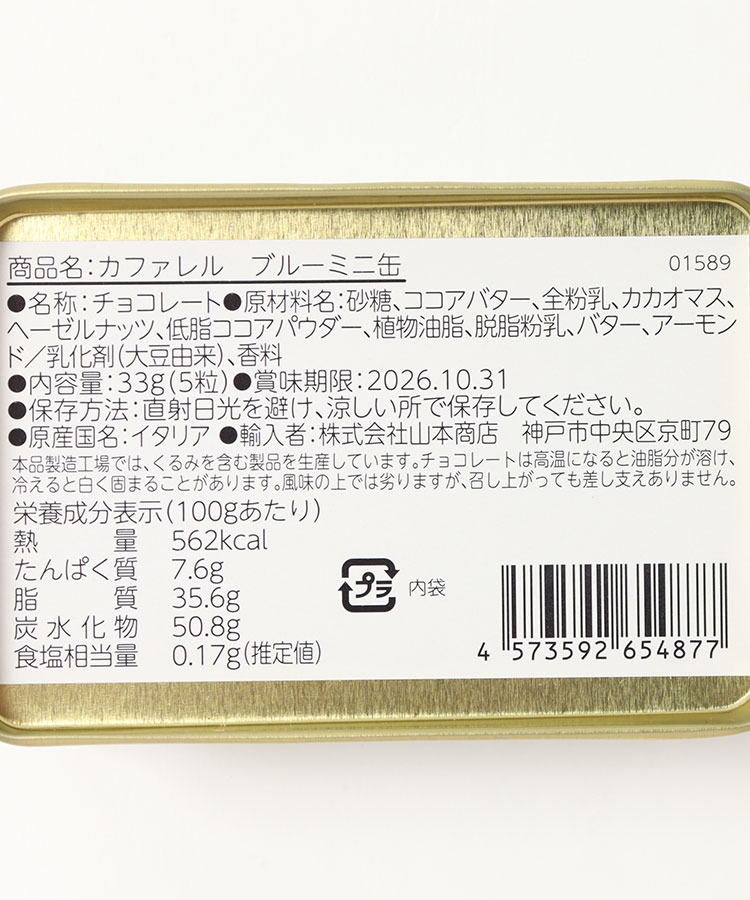 商品名:カファレル　ブルーミニ缶
01589
●名称:チョコレート●原材料名:砂糖、ココアバター、全粉乳、カカオマス、
ヘーゼルナッツ、低脂ココアパウダー、植物油脂、脱脂粉乳、バター、アーモン
ド／乳化剤(大豆由来)、香料
●内容量:33g(5粒)●賞味期限:2026.10.31
●保存方法:直射日光を避け、涼しい所で保存してください。
●原産国名:イタリア ●輸入者:株式会社山本商店　神戸市中央区京町79
本品製造工場では、くるみを含む製品を生産しています。チョコレートは高温になると油脂分が溶け、
冷えると白く固まることがあります。風味の上では劣りますが、召し上がっても差し支えありません。
栄養成分表示(100gあたり)
熱　量　562kcal
たんぱく質　7.6g
脂　質　35.6g
炭水化物　50.8g
食塩相当量　0.17g(推定値)
プラ 内袋
4 573592 654877